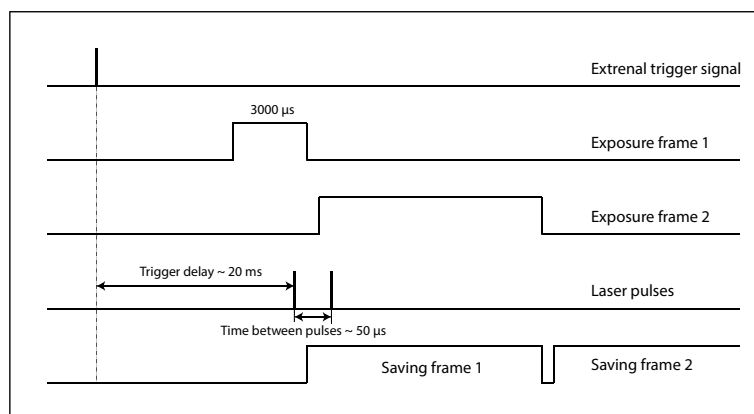 Extrenal trigger signal
3000 µs
Exposure frame 1
Exposure frame 2
Trigger delay ~ 20 ms
Laser pulses
Time between pulses ~ 50 µs
Saving frame 1
Saving frame 2